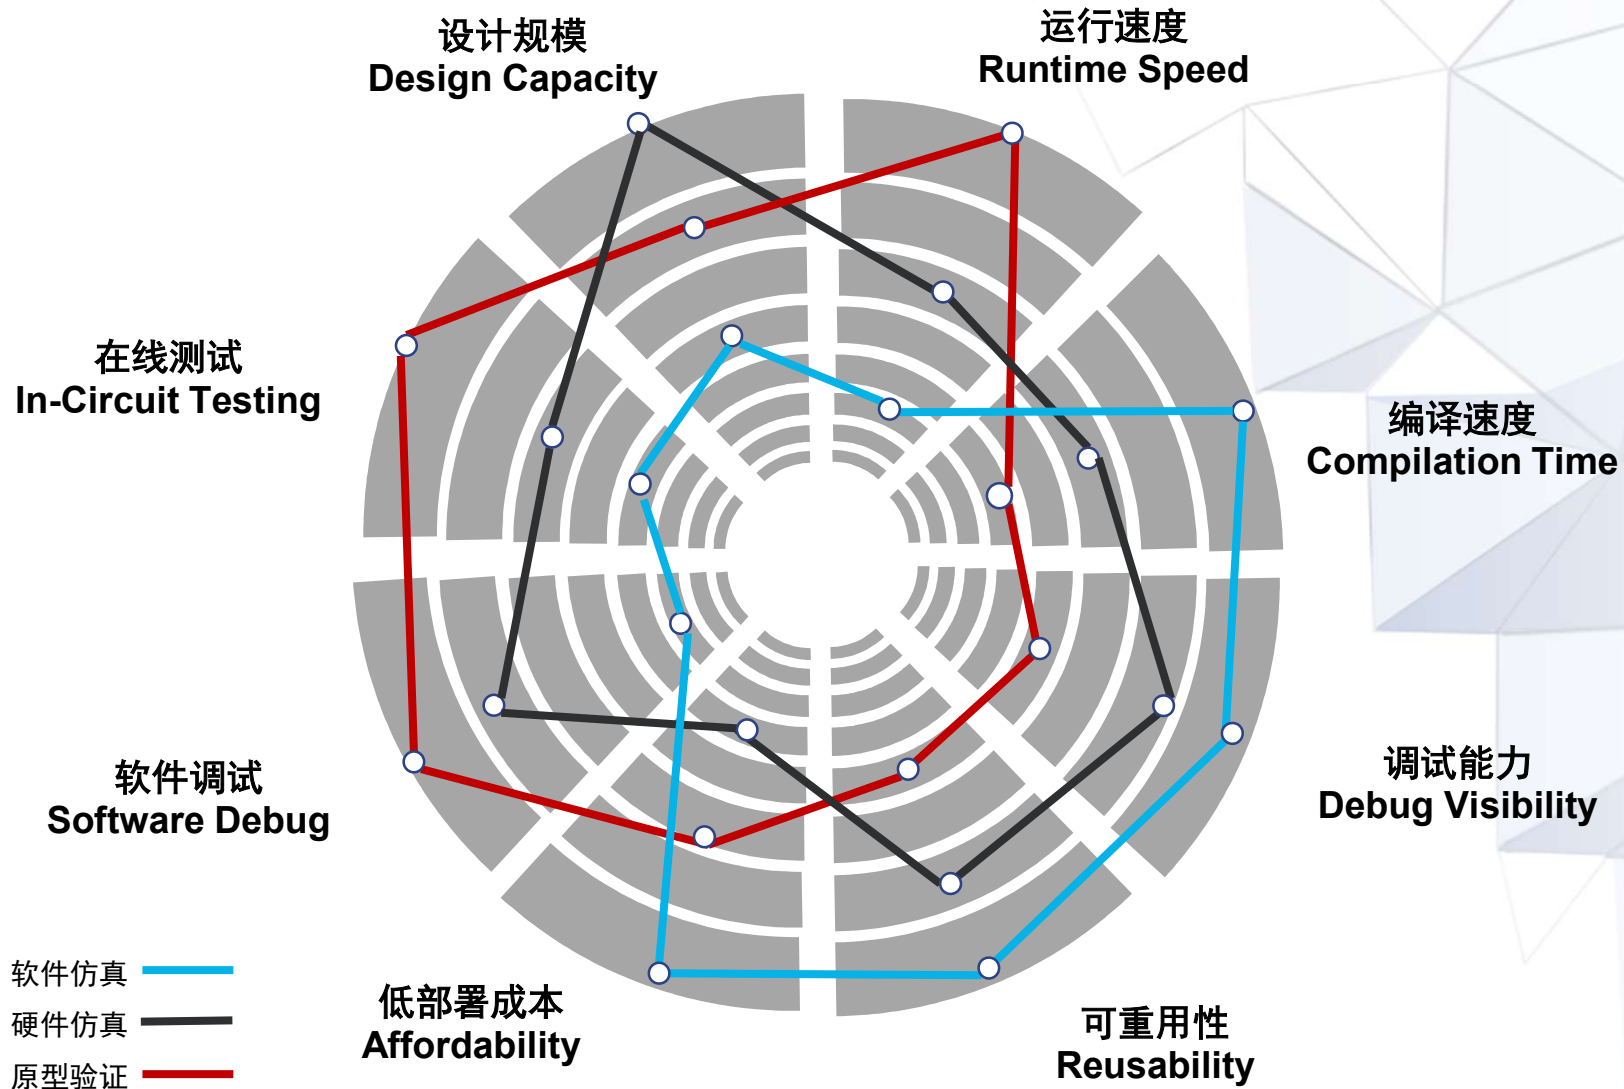 设计规模
Design Capacity
运行速度
Runtime Speed
在线测试
In-Circuit Testing
编译速度
Compilation Time
软件调试
Software Debug
调试能力
Debug Visibility
低部署成本
Affordability
可重用性
Reusability
软件仿真
硬件仿真
原型验证